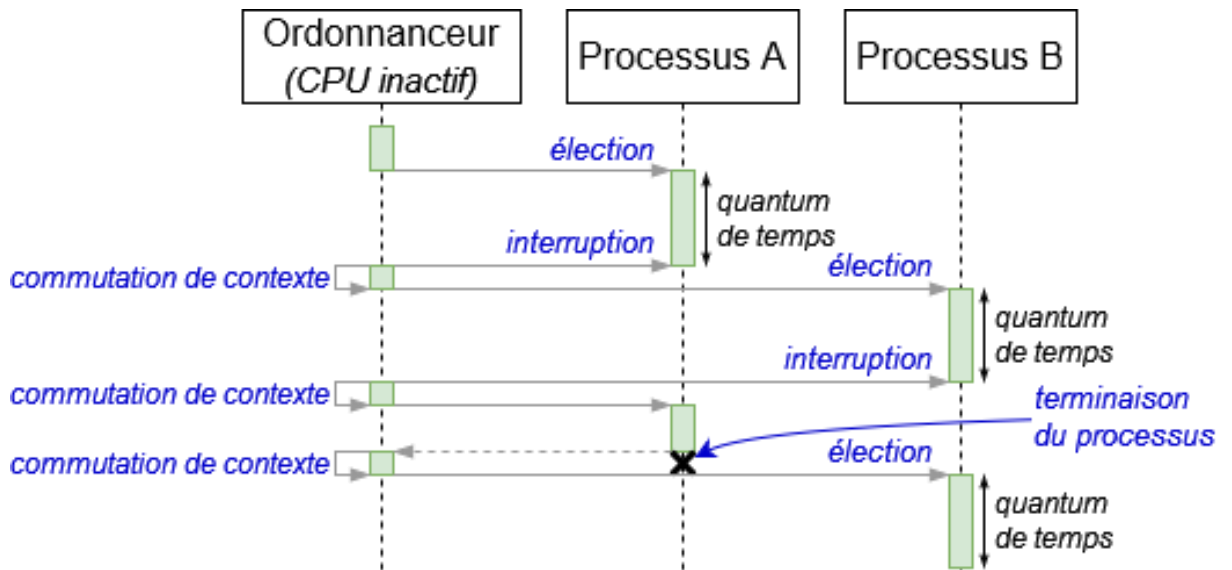 Ordonnanceur
(CPU inactif)
Processus A
Processus B
élection
quantum
de temps
interruption
commutation de contexte
élection
quantum
de temps
interruption
commutation de contexte
terminaison
du processus
commutation de contexte
élection
quantum
de temps